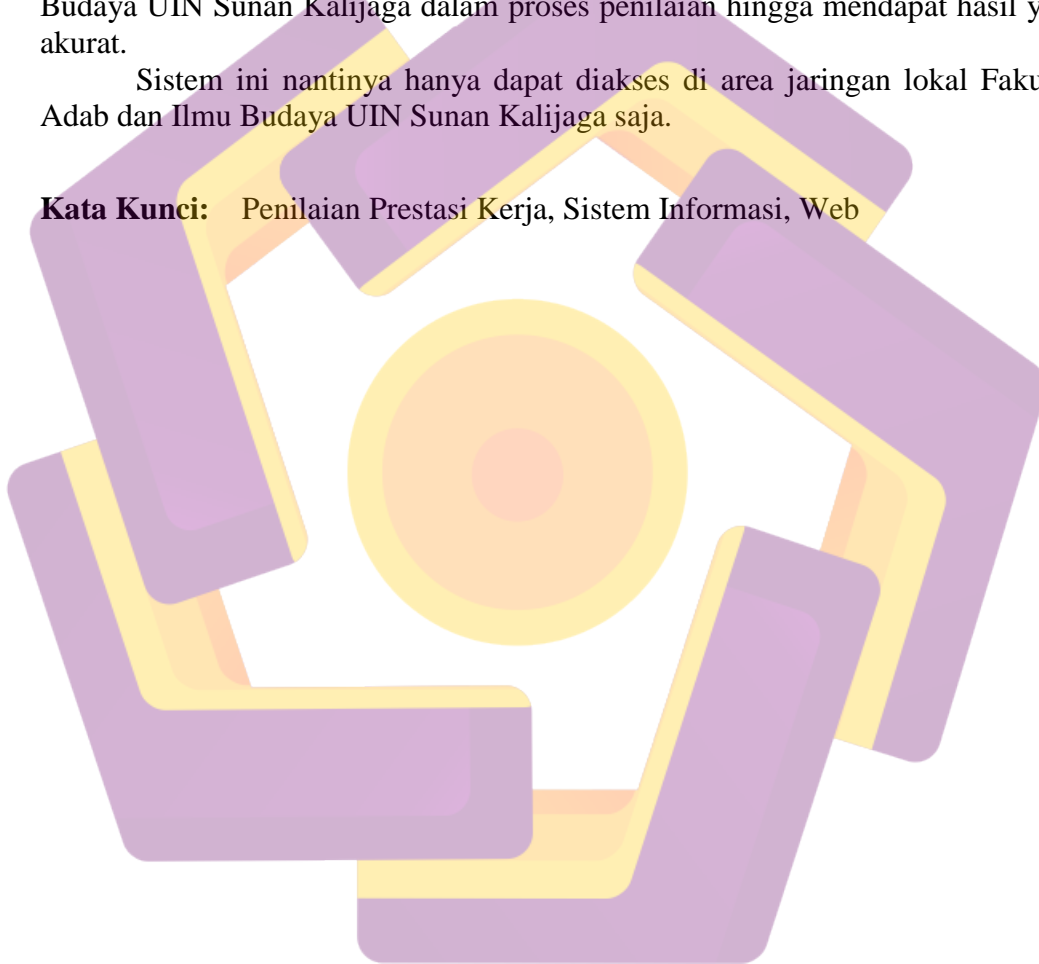 Budaya UIN Sunan Kalijaga dalam proses penilaian hingga mendapat hasil y
akurat.
Sistem ini nantinya hanya dapat diakses di area jaringan lokal Faku
Adab dan Ilmu Budaya UIN Sunan Kalijaga saja.
Kata Kunci: Penilaian Prestasi Kerja, Sistem Informasi, Web